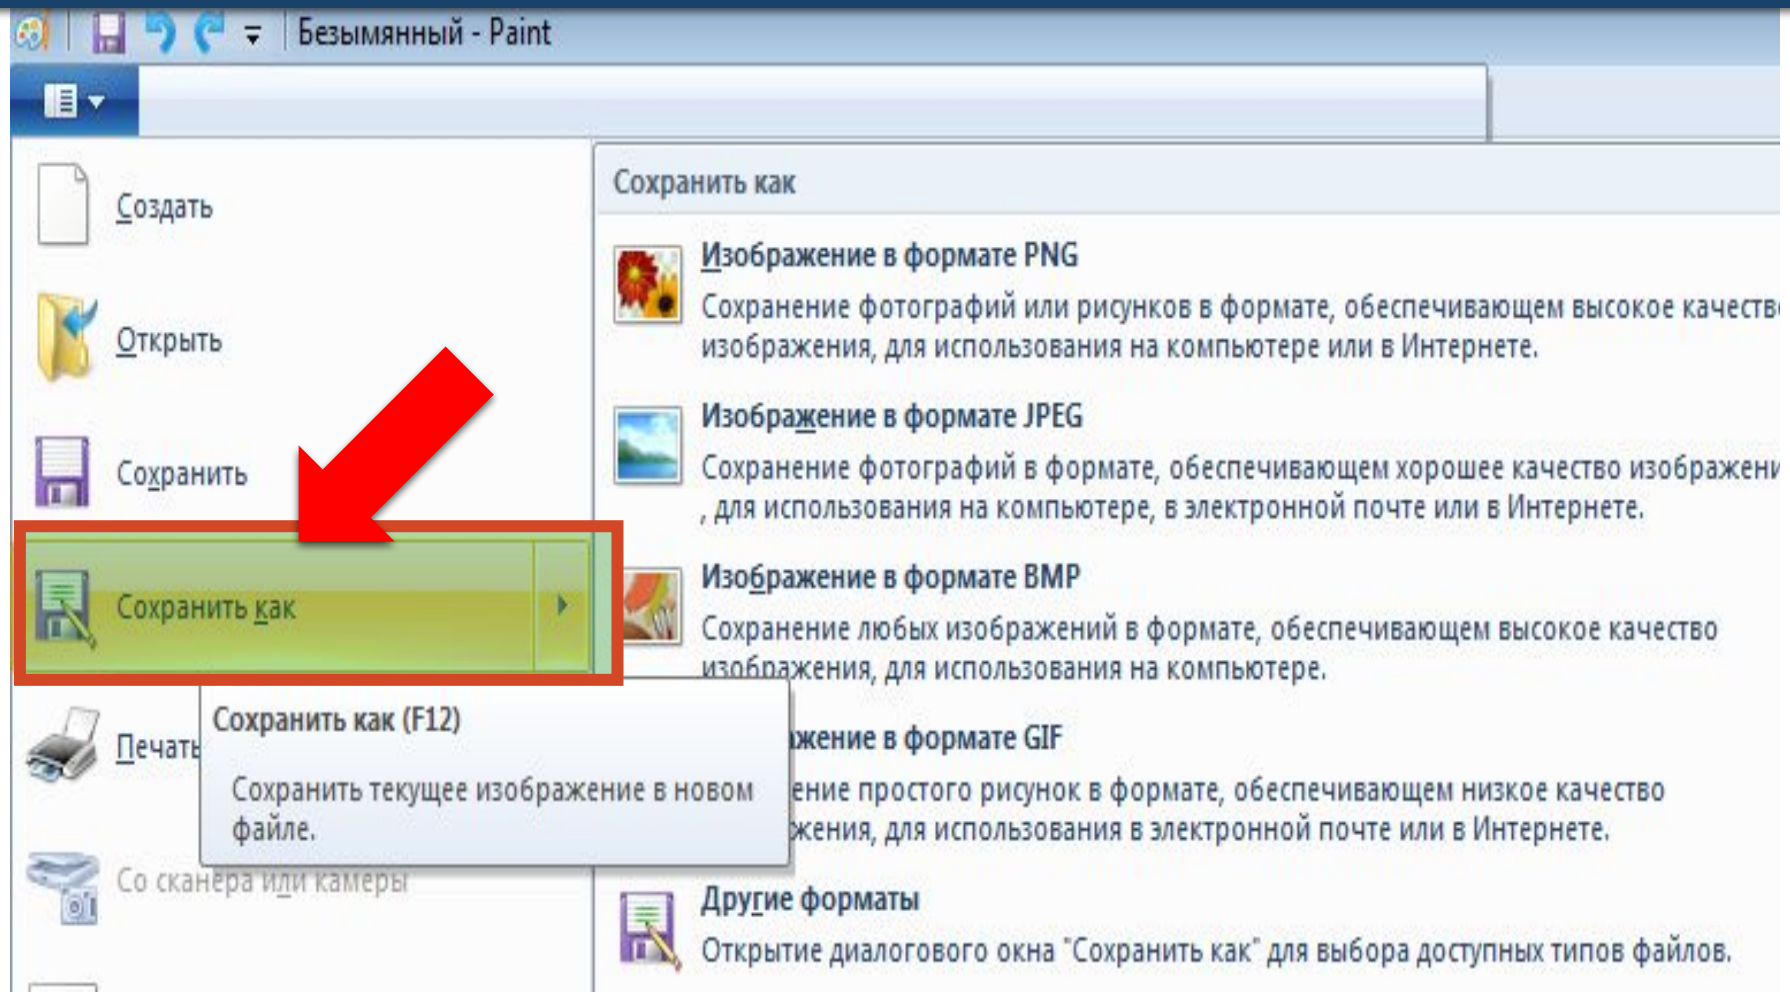 Безымянный - Paint
Создать
Открыть
Сохранить
Сохранить как
Печать
Со сканера или камеры
Сохранить как (F12)
Сохранить текущее изображение в новом
файле.
Сохранить как
Изображение в формате PNG
Сохранение фотографий или рисунков в формате, обеспечивающем высокое качество
изображения, для использования на компьютере или в Интернете.
Изображение в формате JPEG
Сохранение фотографий в формате, обеспечивающем хорошее качество изображени
, для использования на компьютере, в электронной почте или в Интернете.
Изображение в формате BMP
Сохранение любых изображений в формате, обеспечивающем высокое качество
изображения, для использования на компьютере.
жение в формате GIF
ение простого рисунок в формате, обеспечивающем низкое качество
жения, для использования в электронной почте или в Интернете.
Другие форматы
Открытие диалогового окна "Сохранить как" для выбора доступных типов файлов.